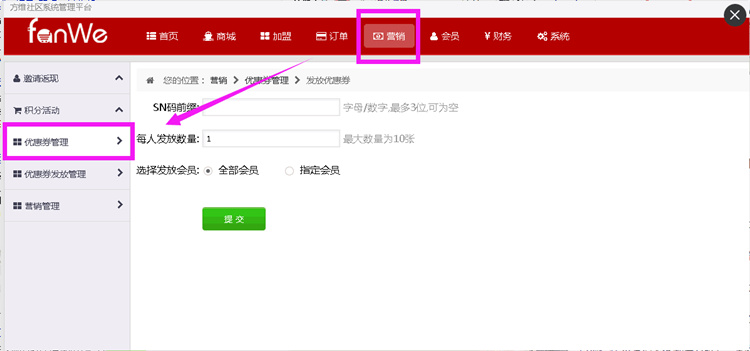 方维社区系统管理平台
fanWe 首页 商城 加盟 订单 营销 会员 财务 系统
邀请返现
积分活动
优惠券管理
优惠券发放管理
营销管理
您的位置： 营销 优惠券管理 发放优惠券
SN码前缀: 字母/数字,最多3位,可为空
每人发放数量: 1 最大数量为10张
选择发放会员: 全部会员 指定会员
提 交